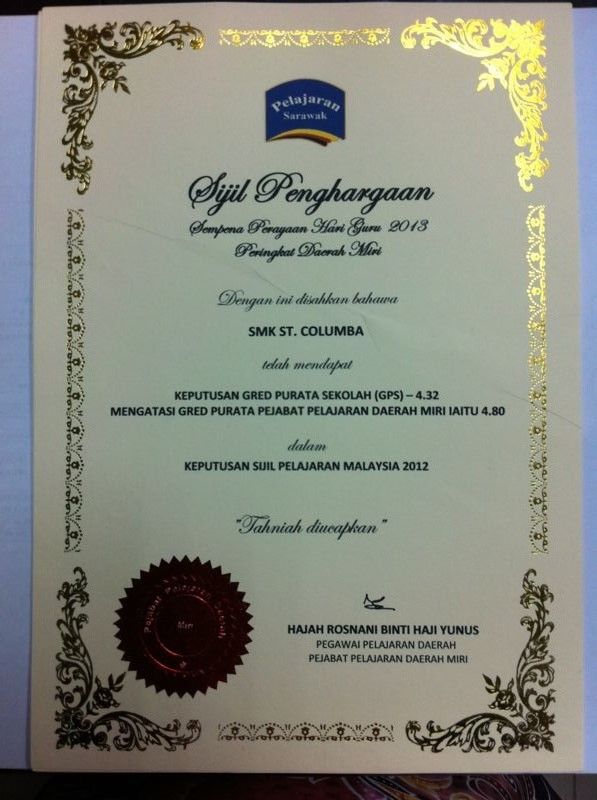 Pelajaran
Sarawak
Sijil Penghargaan
Sempena Perayaan Hari Guru 2013
Peringkat Daerah Miri
Dengan ini disahkan bahawa
SMK ST. COLUMBA
telah mendapat
KEPUTUSAN GRED PURATA SEKOLAH (GPS) – 4.32
MENGATASI GRED PURATA PEJABAT PELAJARAN DAERAH MIRI IAITU 4.80
dalam
KEPUTUSAN SIJIL PELAJARAN MALAYSIA 2012
"Tahniah diucapkan"
Pejabat
Miri
HAJAH ROSNANI BINTI HAJI YUNUS
PEGAWAI PELAJARAN DAERAH
PEJABAT PELAJARAN DAERAH MIRI